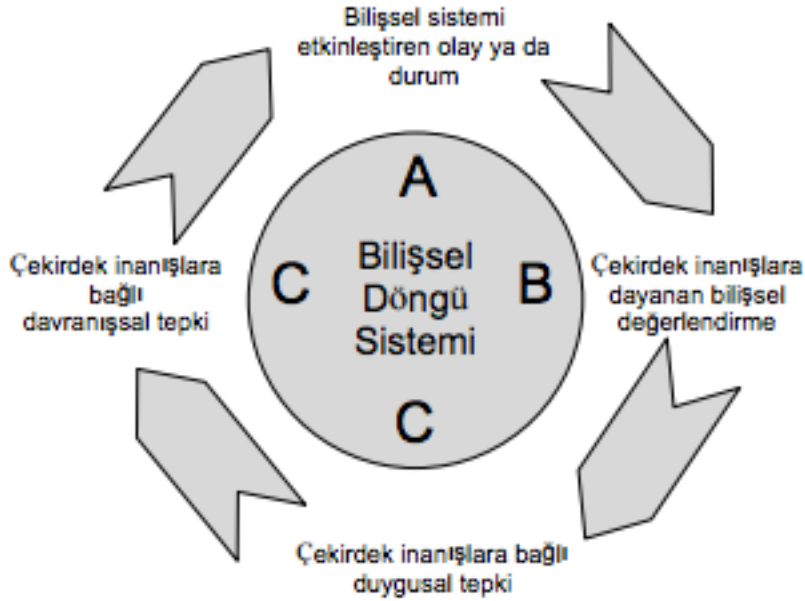 Bilişsel sistemi
etkinleştiren olay ya da
durum
A
Çekirdek inanışlara
bağlı
davranışsal tepki
C
Bilişsel
Döngü
Sistemi
B
Çekirdek inanışlara
dayanan bilişsel
değerlendirme
C
Çekirdek inanışlara bağlı
duygusal tepki